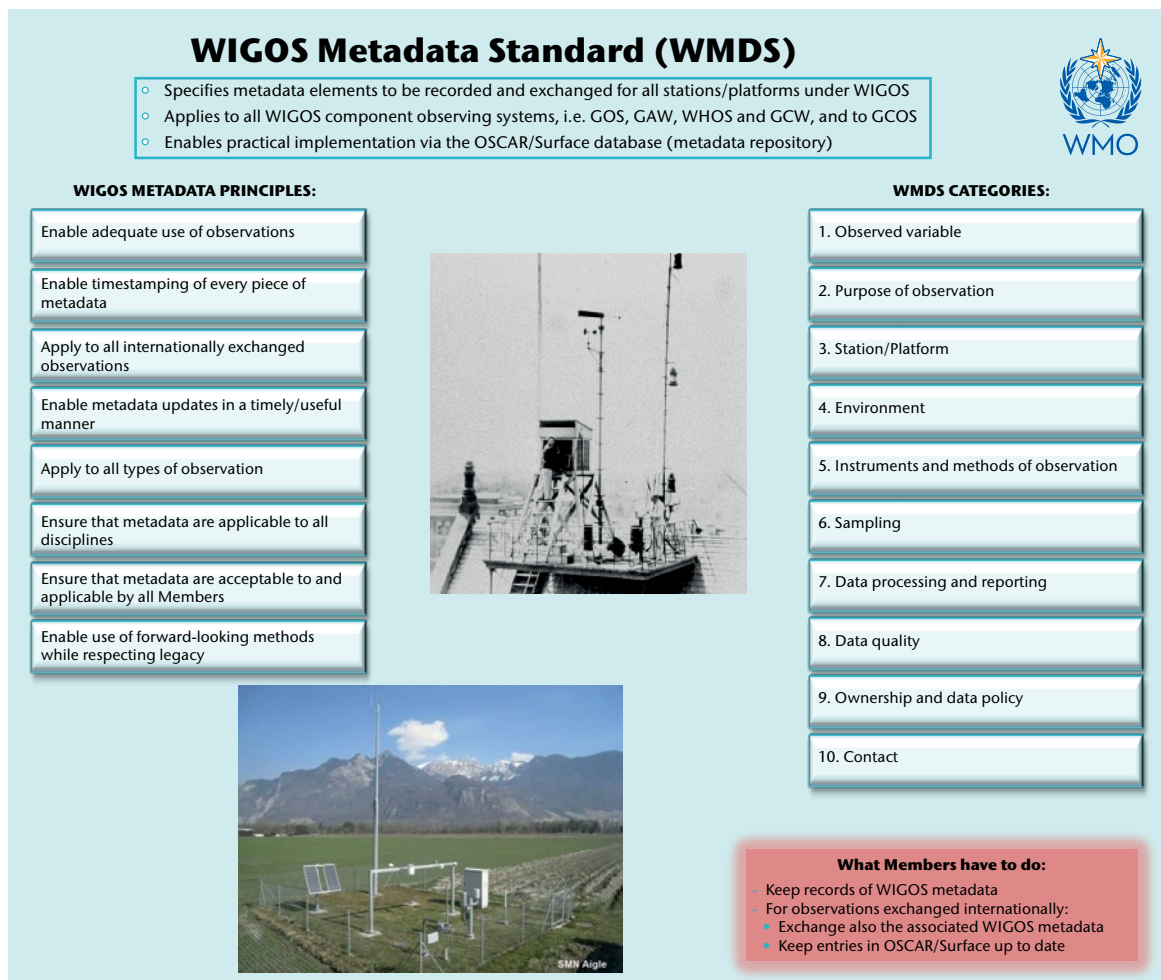 WIGOS Metadata Standard (WMDS)
Specifies metadata elements to be recorded and exchanged for all stations/platforms under WIGOS
Applies to all WIGOS component observing systems, i.e. GOS, GAW, WHOS and GCW, and to GCOS
Enables practical implementation via the OSCAR/Surface database (metadata repository)
WMO
WIGOS METADATA PRINCIPLES:
Enable adequate use of observations
Enable timestamping of every piece of
metadata
Apply to all internationally exchanged
observations
Enable metadata updates in a timely/useful
manner
Apply to all types of observation
Ensure that metadata are applicable to all
disciplines
Ensure that metadata are acceptable to and
applicable by all Members
Enable use of forward-looking methods
while respecting legacy
WMDS CATEGORIES:
1. Observed variable
2. Purpose of observation
3. Station/Platform
4. Environment
5. Instruments and methods of observation
6. Sampling
7. Data processing and reporting
8. Data quality
9. Ownership and data policy
10. Contact
SMN Aigle
What Members have to do:
- Keep records of WIGOS metadata
- For observations exchanged internationally:
Exchange also the associated WIGOS metadata
Keep entries in OSCAR/Surface up to date